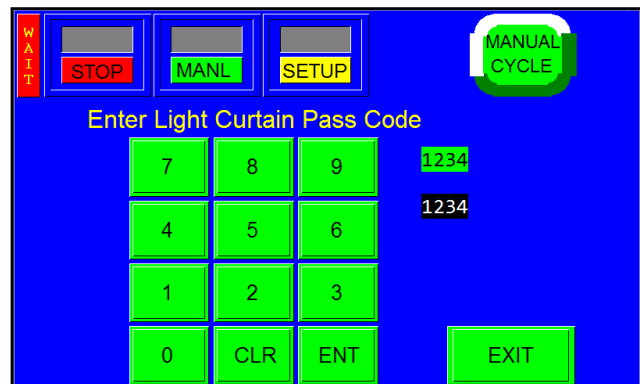 WAIT
STOP MANL SETUP
MANUAL
CYCLE
Enter Light Curtain Pass Code
7 8 9 1234
1234
4 5 6
1 2 3
0 CLR ENT EXIT